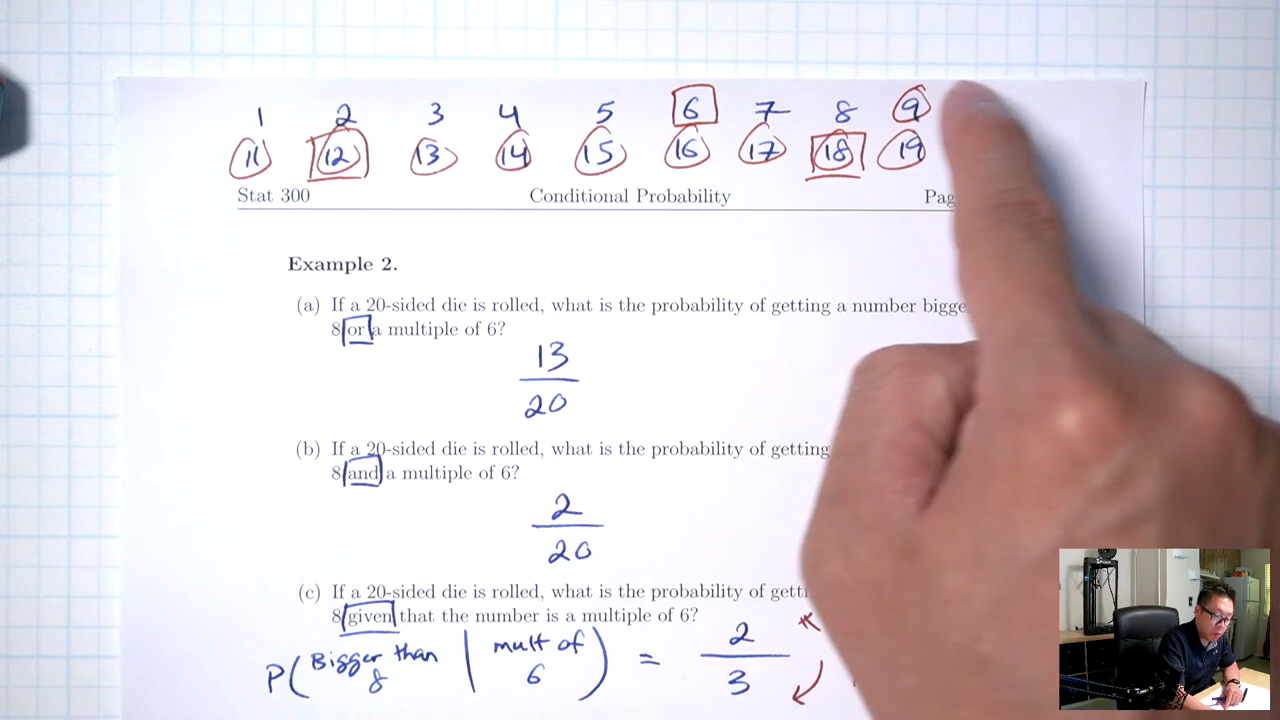 1 2 3 4 5 6 7 8 9
11 12 13 14 15 16 17 18 19
Stat 300 Conditional Probability Pag
Example 2.
(a) If a 20-sided die is rolled, what is the probability of getting a number bigge
8 or a multiple of 6?
13
20
(b) If a 20-sided die is rolled, what is the probability of getting
8 and a multiple of 6?
2
20
(c) If a 20-sided die is rolled, what is the probability of getti
8 given that the number is a multiple of 6?
P( Bigger than 8 | mult of 6 ) = 2/3